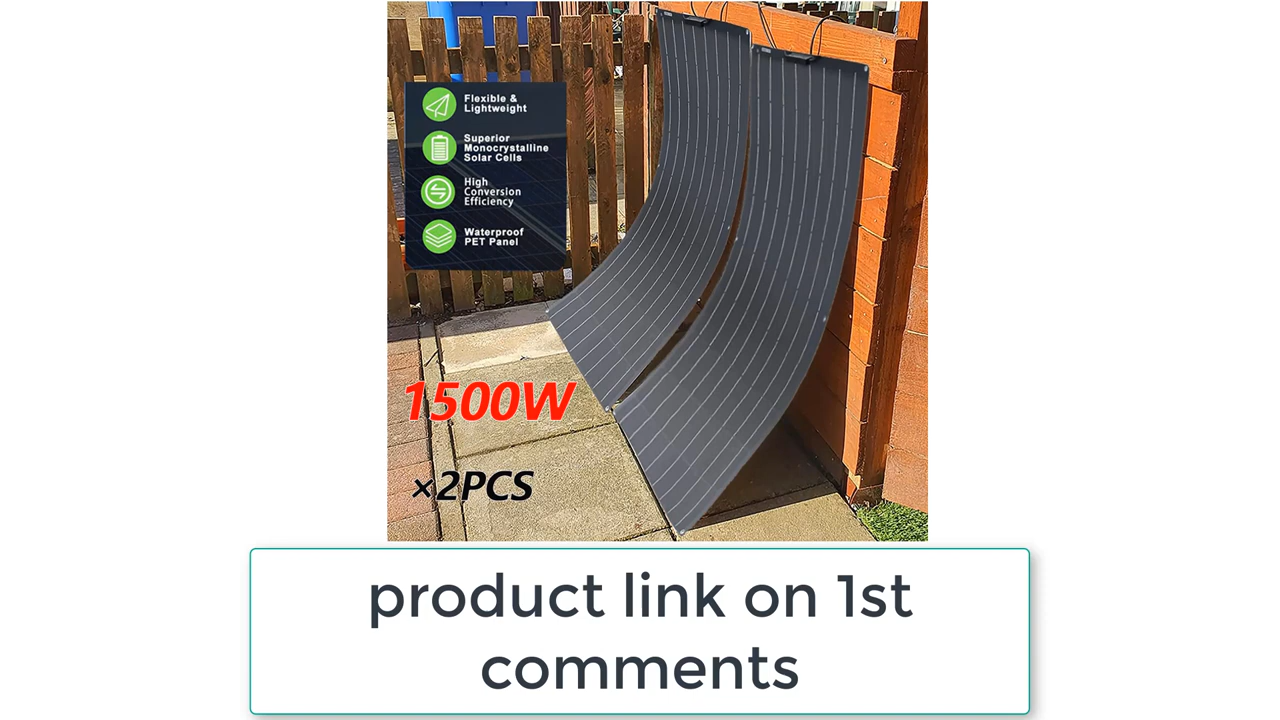 Flexible &
Lightweight
Superior
Monocrystalline
Solar Cells
High
Conversion
Efficiency
Waterproof
PET Panel
1500W
×2PCS
product link on 1st
comments